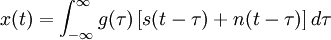 x(t) = ∫_{-∞}^{∞} g(τ) [s(t − τ) + n(t − τ)] dτ